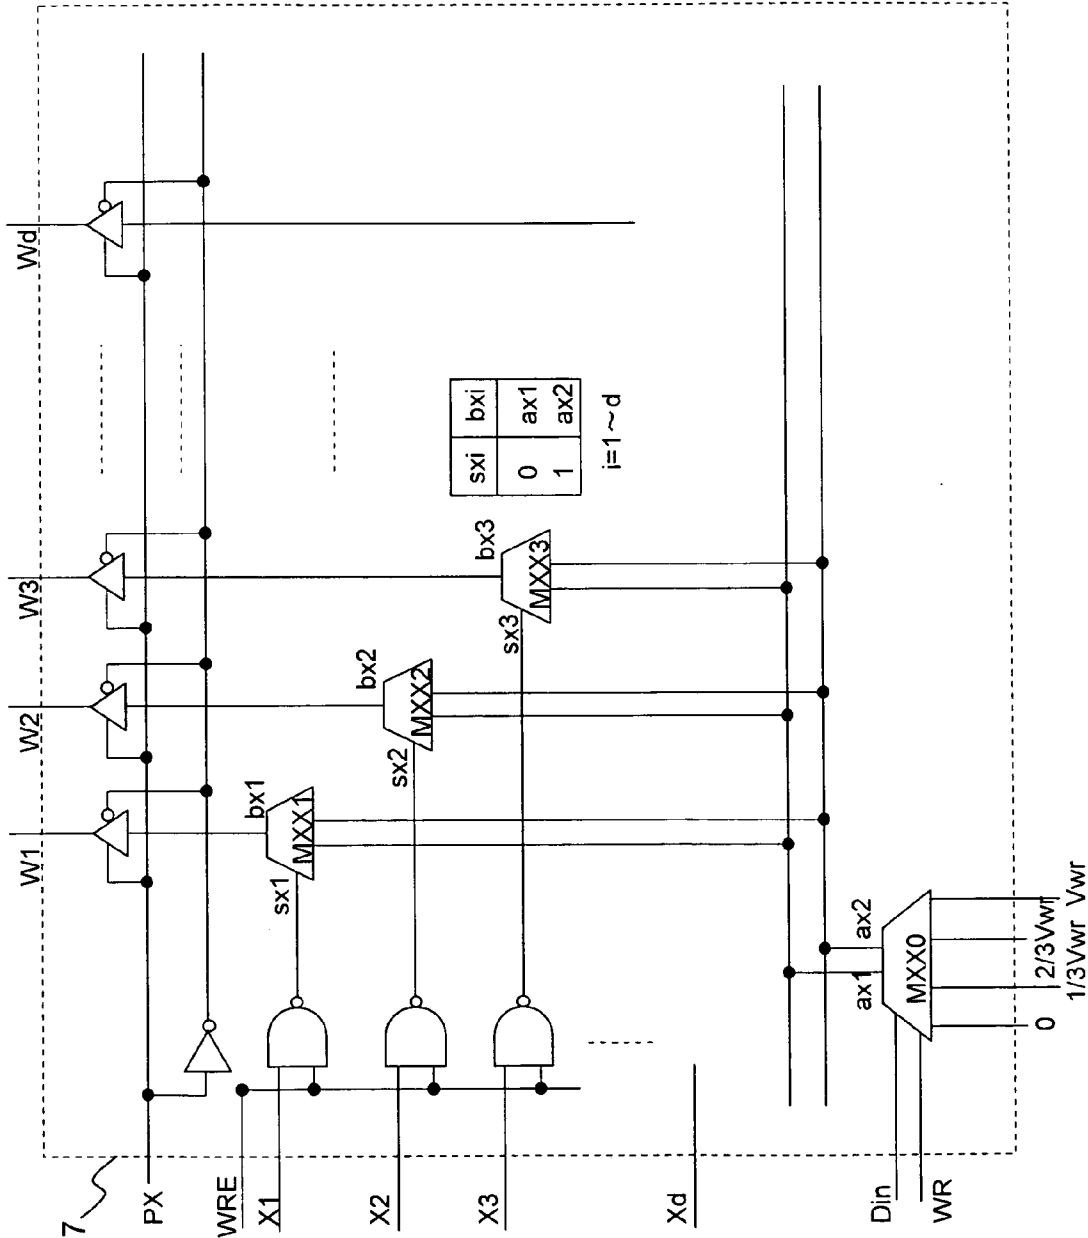 7
PX
WRE
X1
X2
X3
Xd
Din
WR
W1
W2
W3
Wd
sx1
bx1
MXX1
sx2
bx2
MXX2
sx3
bx3
MXX3
sxi bxi
0 ax1
1 ax2
i=1~d
ax1
ax2
MXX0
0
1/3Vwr
2/3Vwr
Vwr